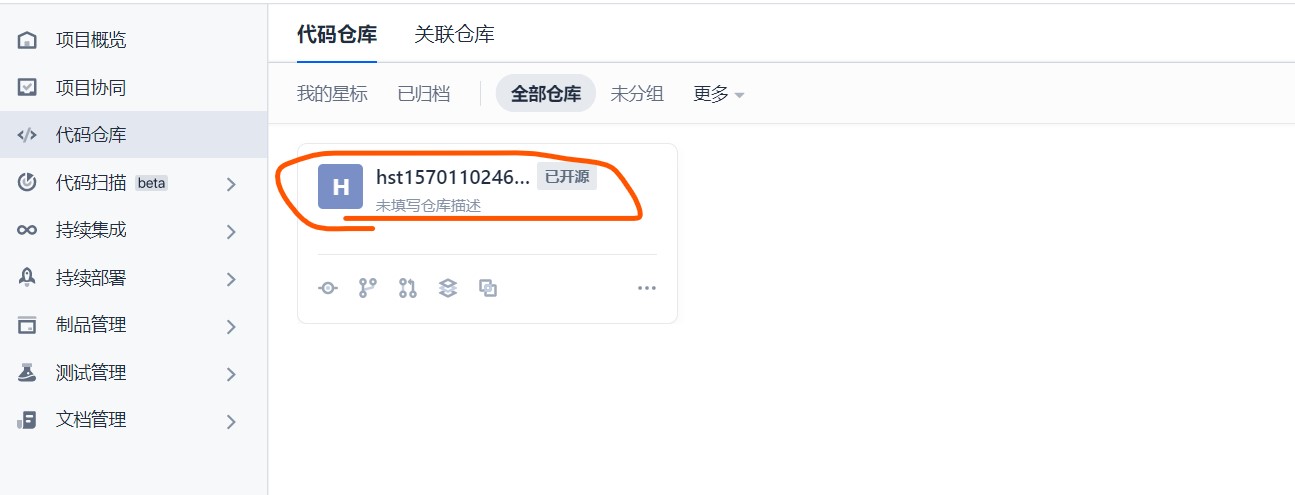 项目概览
项目协同
代码仓库
代码扫描 beta
持续集成
持续部署
制品管理
测试管理
文档管理
代码仓库 关联仓库
我的星标 已归档 全部仓库 未分组 更多
H
hst1570110246... 已开源
未填写仓库描述